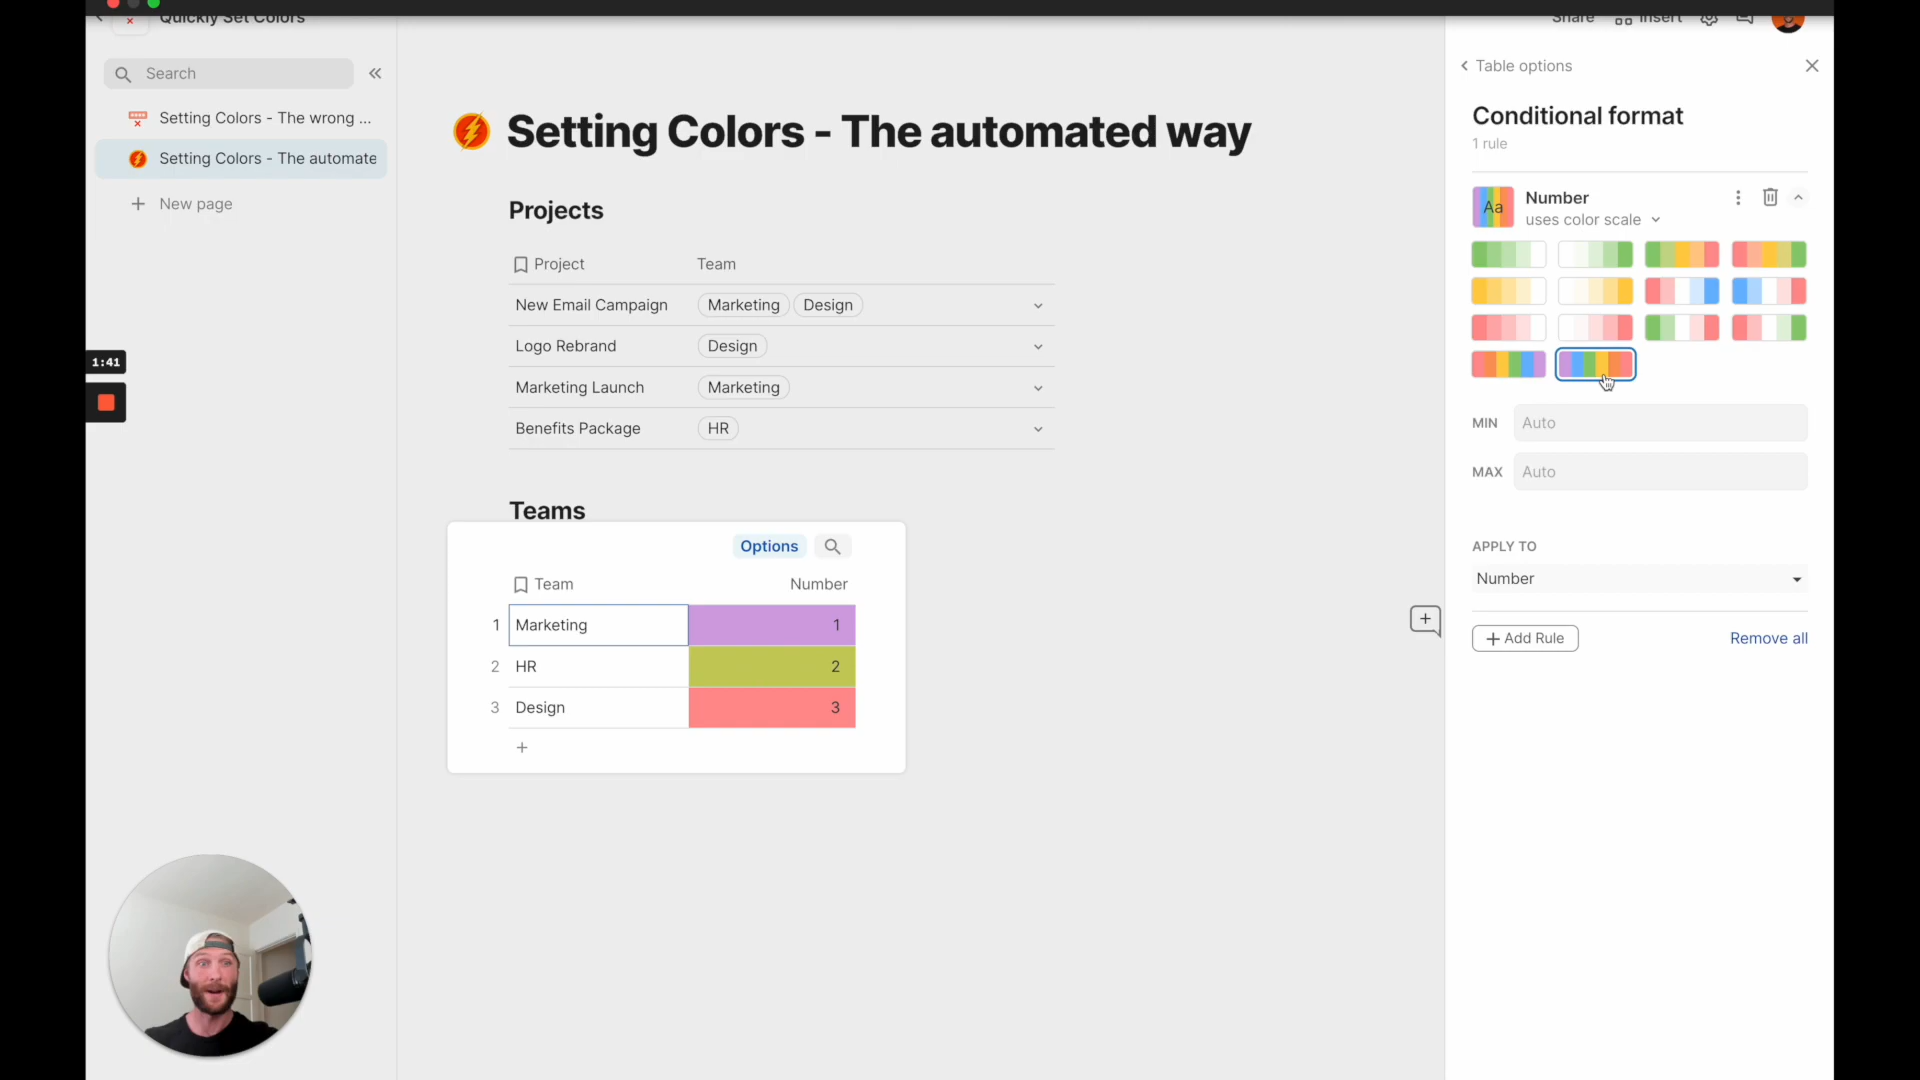 Quickly Set Colors
Share
Insert
Search
Setting Colors - The wrong ...
Setting Colors - The automate
New page
1:41
Setting Colors - The automated way
Projects
Project Team
New Email Campaign Marketing Design
Logo Rebrand Design
Marketing Launch Marketing
Benefits Package HR
Teams
Options
Team Number
1 Marketing 1
2 HR 2
3 Design 3
Table options
Conditional format
1 rule
Aa
Number
uses color scale
MIN Auto
MAX Auto
APPLY TO
Number
Add Rule
Remove all